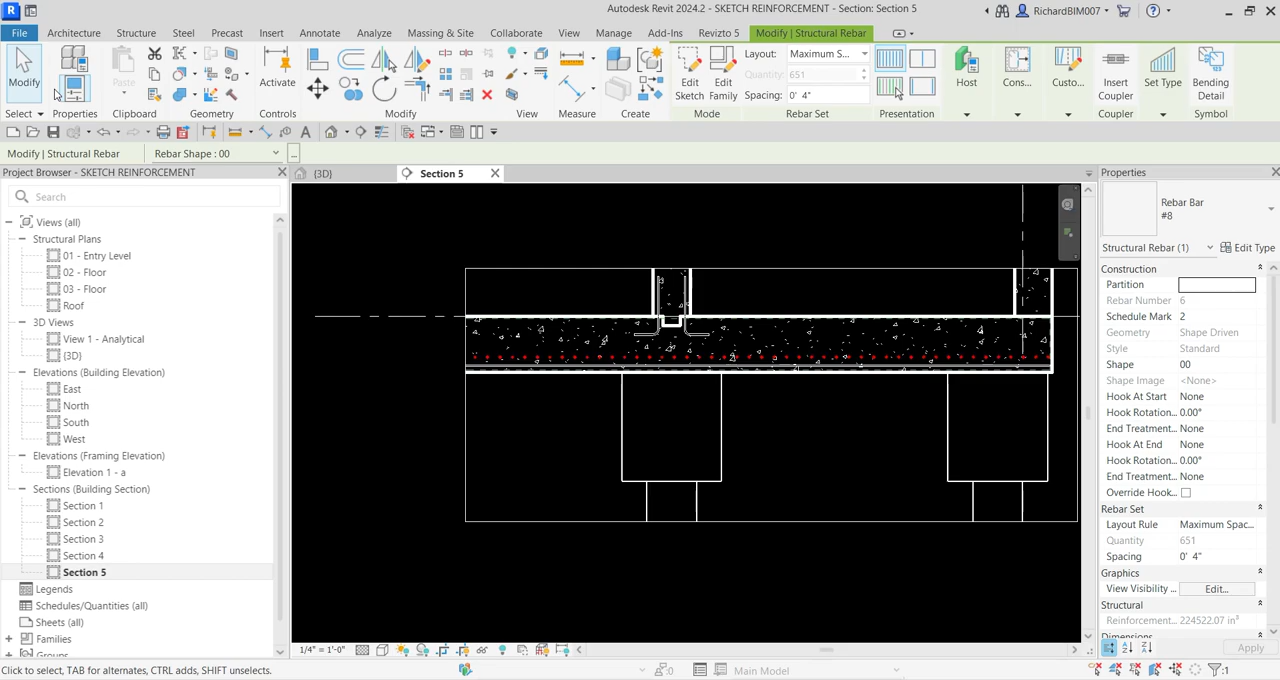 R Autodesk Revit 2024.2 - SKETCH REINFORCEMENT - Section: Section 5 RichardBIM007
File Architecture Structure Steel Precast Insert Annotate Analyze Massing & Site Collaborate View Manage Add-Ins Revizto 5 Modify | Structural Rebar
Modify Paste Activate Edit Sketch Edit Family Layout: Maximum S... Quantity: 651 Spacing: 0' 4" Host Cons... Custo... Insert Coupler Set Type Bending Detail
Select Properties Clipboard Geometry Controls Modify View Measure Create Mode Rebar Set Presentation Coupler Symbol
Modify | Structural Rebar Rebar Shape : 00 ...
Project Browser - SKETCH REINFORCEMENT
Search
Views (all)
Structural Plans
01 - Entry Level
02 - Floor
03 - Floor
Roof
3D Views
View 1 - Analytical
(3D)
Elevations (Building Elevation)
East
North
South
West
Elevations (Framing Elevation)
Elevation 1 - a
Sections (Building Section)
Section 1
Section 2
Section 3
Section 4
Section 5
Legends
Schedules/Quantities (all)
Sheets (all)
Families
Groups
(3D) Section 5
1/4" = 1'-0"
Properties
Rebar Bar
#8
Structural Rebar (1) Edit Type
Construction
Partition
Rebar Number 6
Schedule Mark 2
Geometry Shape Driven
Style Standard
Shape 00
Shape Image <None>
Hook At Start None
Hook Rotation... 0.00°
End Treatment... None
Hook At End None
Hook Rotation... 0.00°
End Treatment... None
Override Hook...
Rebar Set
Layout Rule Maximum Spac...
Quantity 651
Spacing 0' 4"
Graphics
View Visibility ... Edit...
Structural
Reinforcement... 224522.07 in³
Dimensions
Apply
Click to select, TAB for alternates, CTRL adds, SHIFT unselects. :0 Main Model :1